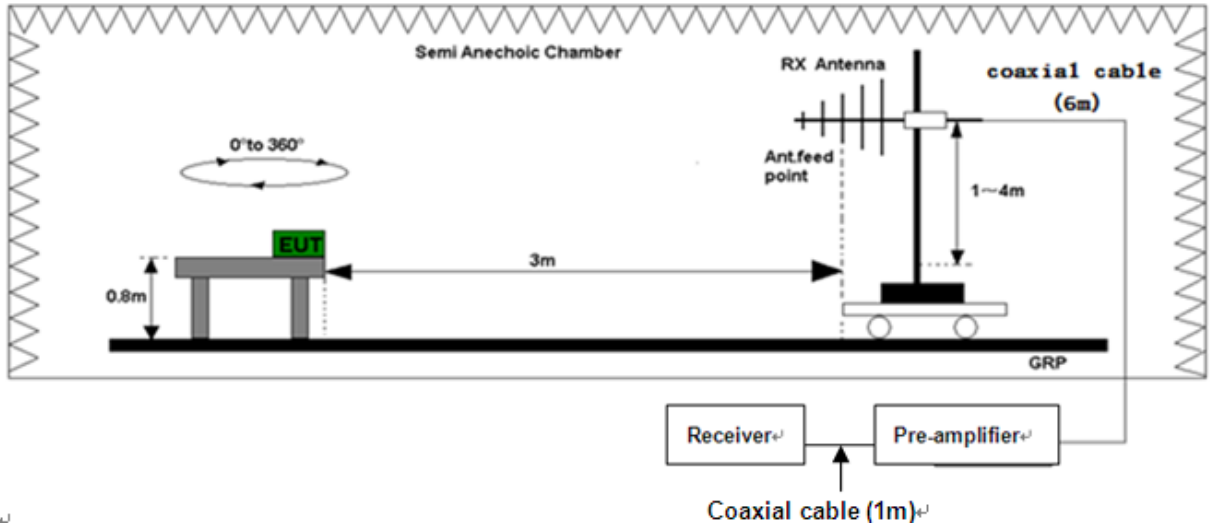 Semi Anechoic Chamber
RX Antenna
coaxial cable
(6m)
0°to 360°
Ant.feed
point
1～4m
EUT
3m
0.8m
GRP
Receiver↵
Pre-amplifier↵
Coaxial cable (1m)↵
↵